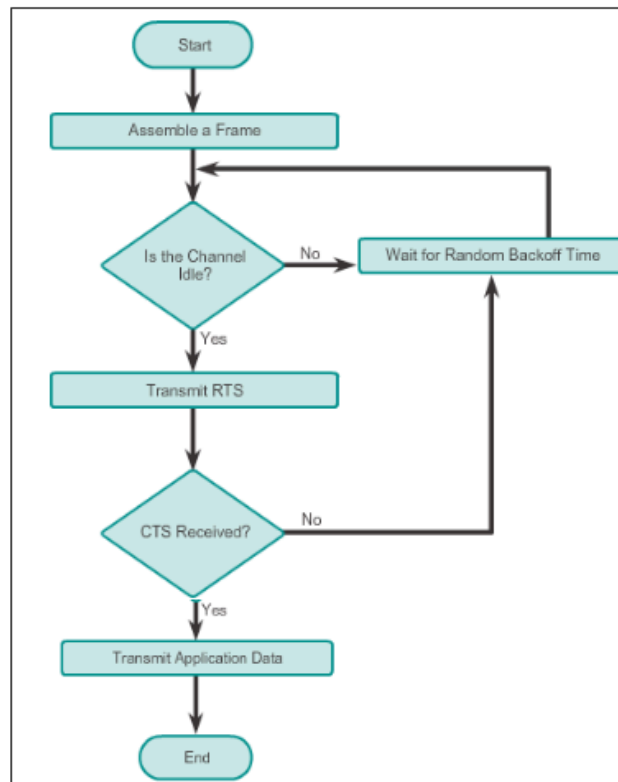 Start
Assemble a Frame
Is the Channel
Idle?
No
Wait for Random Backoff Time
Yes
Transmit RTS
CTS Received?
No
Yes
Transmit Application Data
End